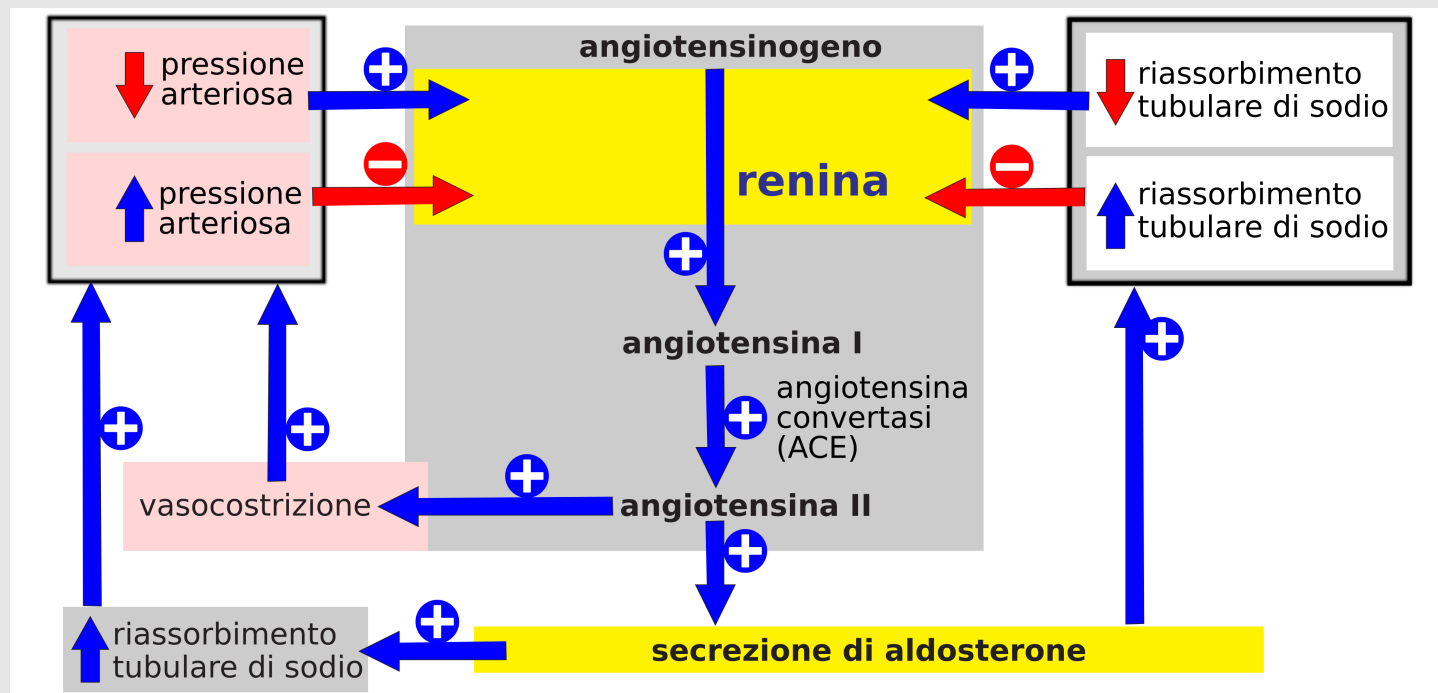 angiotensinogeno
pressione
arteriosa
pressione
arteriosa
riassorbimento
tubulare di sodio
riassorbimento
tubulare di sodio
renina
angiotensina I
angiotensina
convertasi
(ACE)
vasocostrizione
angiotensina II
riassorbimento
tubulare di sodio
secrezione di aldosterone